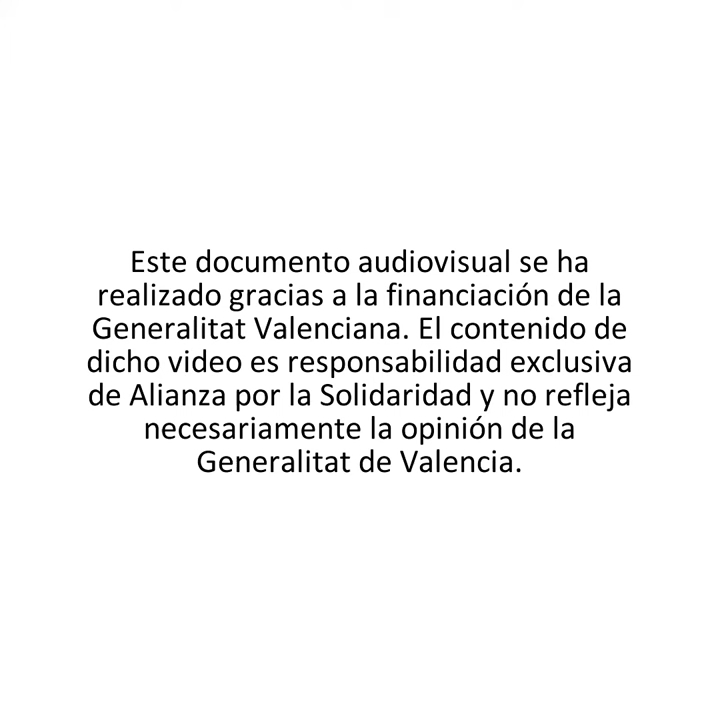 Este documento audiovisual se ha
realizado gracias a la financiación de la
Generalitat Valenciana. El contenido de
dicho video es responsabilidad exclusiva
de Alianza por la Solidaridad y no refleja
necesariamente la opinión de la
Generalitat de Valencia.